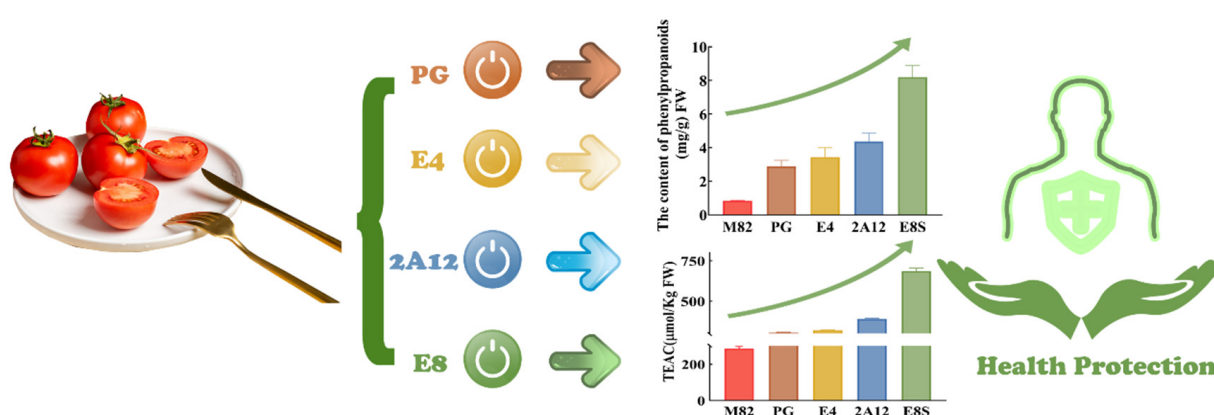 PG
E4
2A12
E8
The content of phenylpropanoids
(mg/g) FW
10
8
6
4
2
0
M82 PG E4 2A12 E8S
TEAC(μmol/Kg FW)
750
500
200
0
M82 PG E4 2A12 E8S
Health Protection